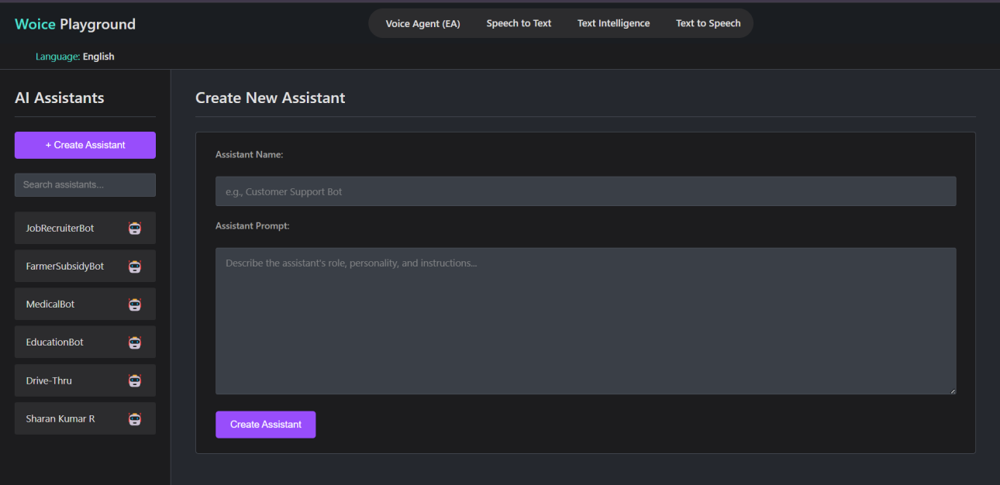 Woice Playground
Voice Agent (EA)
Speech to Text
Text Intelligence
Text to Speech
Language: English
AI Assistants
+ Create Assistant
Search assistants...
JobRecruiterBot
FarmerSubsidyBot
MedicalBot
EducationBot
Drive-Thru
Sharan Kumar R
Create New Assistant
Assistant Name:
e.g., Customer Support Bot
Assistant Prompt:
Describe the assistant's role, personality, and instructions...
Create Assistant